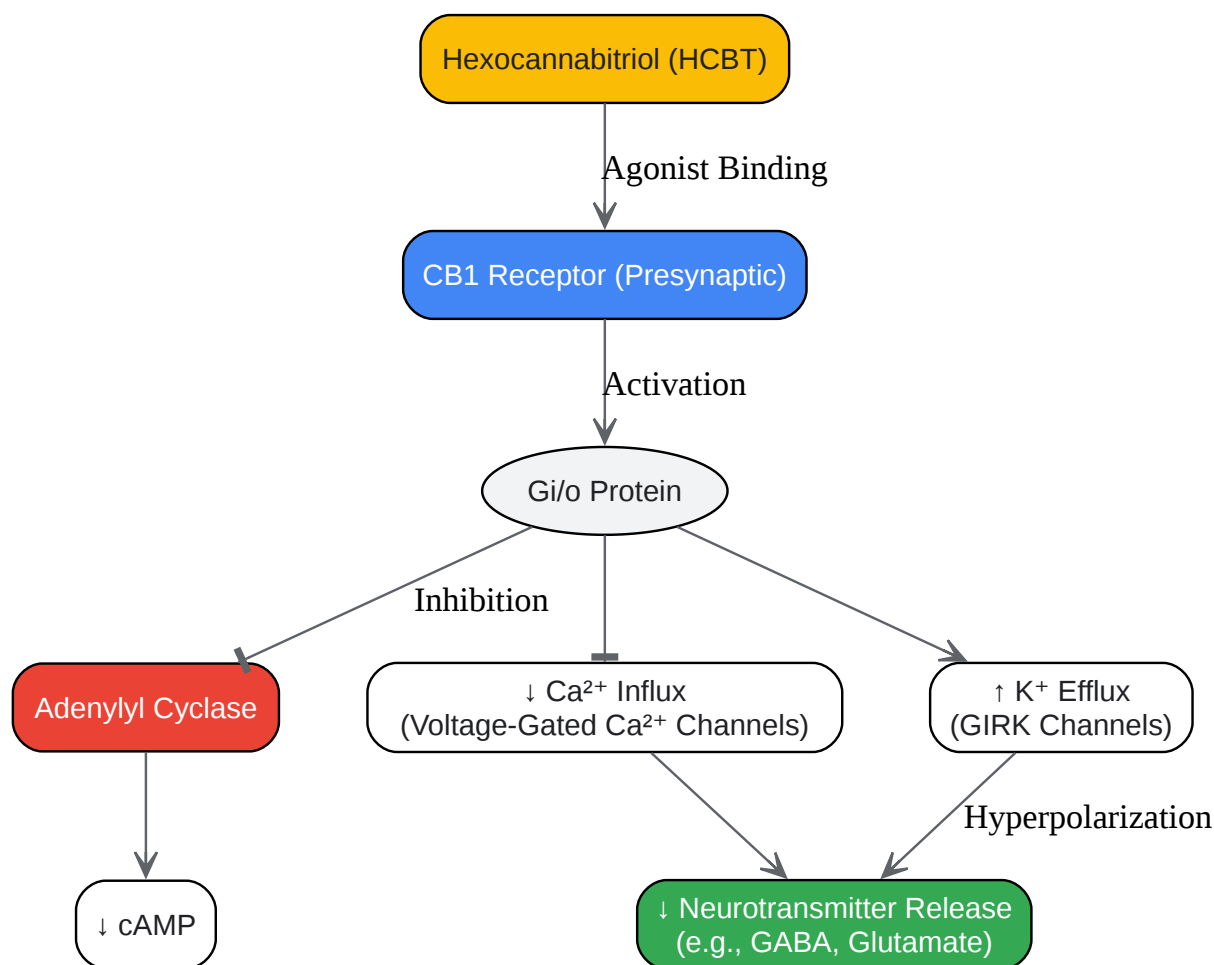 Hexocannabitriol (HCBT)
Agonist Binding
CB1 Receptor (Presynaptic)
Activation
Gi/o Protein
Inhibition
Adenylyl Cyclase
↓ Ca²⁺ Influx
(Voltage-Gated Ca²⁺ Channels)
↑ K⁺ Efflux
(GIRK Channels)
Hyperpolarization
↓ cAMP
↓ Neurotransmitter Release
(e.g., GABA, Glutamate)